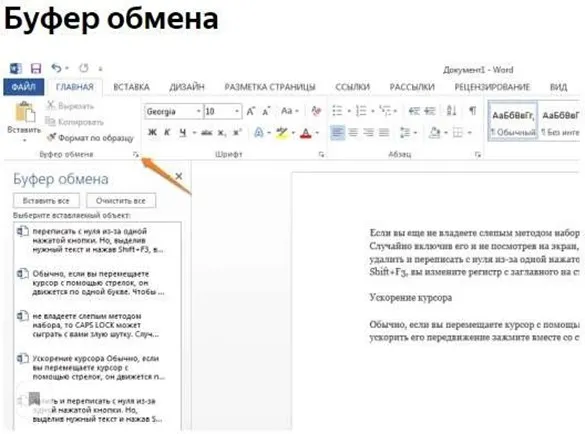 Буфер обмена
Документ1 - Word
ФАЙЛ ГЛАВНАЯ ВСТАВКА ДИЗАЙН РАЗМЕТКА СТРАНИЦЫ ССЫЛКИ РАССЫЛКИ РЕЦЕНЗИРОВАНИЕ ВИД
Вставить
Вырезать
Копировать
Формат по образцу
Georgia 10
Ж К Ч
АаБбВвГг, АаБбВвГг,
¶ Обычный ¶ Без инте
Буфер обмена Шрифт Абзац
Буфер обмена
Вставить все Очистить все
Выберите вставляемый объект:
переписать с нуля из-за одной
нажатой кнопки. Но, выделив
нужный текст и нажав Shift+F3, в...
Обычно, если вы перемещаете
курсор с помощью стрелок, он
движется по одной букве. Чтобы ...
не владеете слепым методом
набора, то CAPS LOCK может
сыграть с вами злую шутку. Случ...
Ускорение курсора Обычно, если
вы перемещаете курсор с
помощью стрелок, он движется п...
и переписать с нуля из-за
одной нажатой кнопки. Но,
выделив нужный текст и нажав S...
Если вы еще не владеете слепым методом набор
Случайно включив его и не посмотрев на экран,
удалить и переписать с нуля из-за одной нажато
Shift+F3, вы измените регистр с заглавного на с
Ускорение курсора
Обычно, если вы перемещаете курсор с помощь
ускорить его передвижение зажмите вместе со с